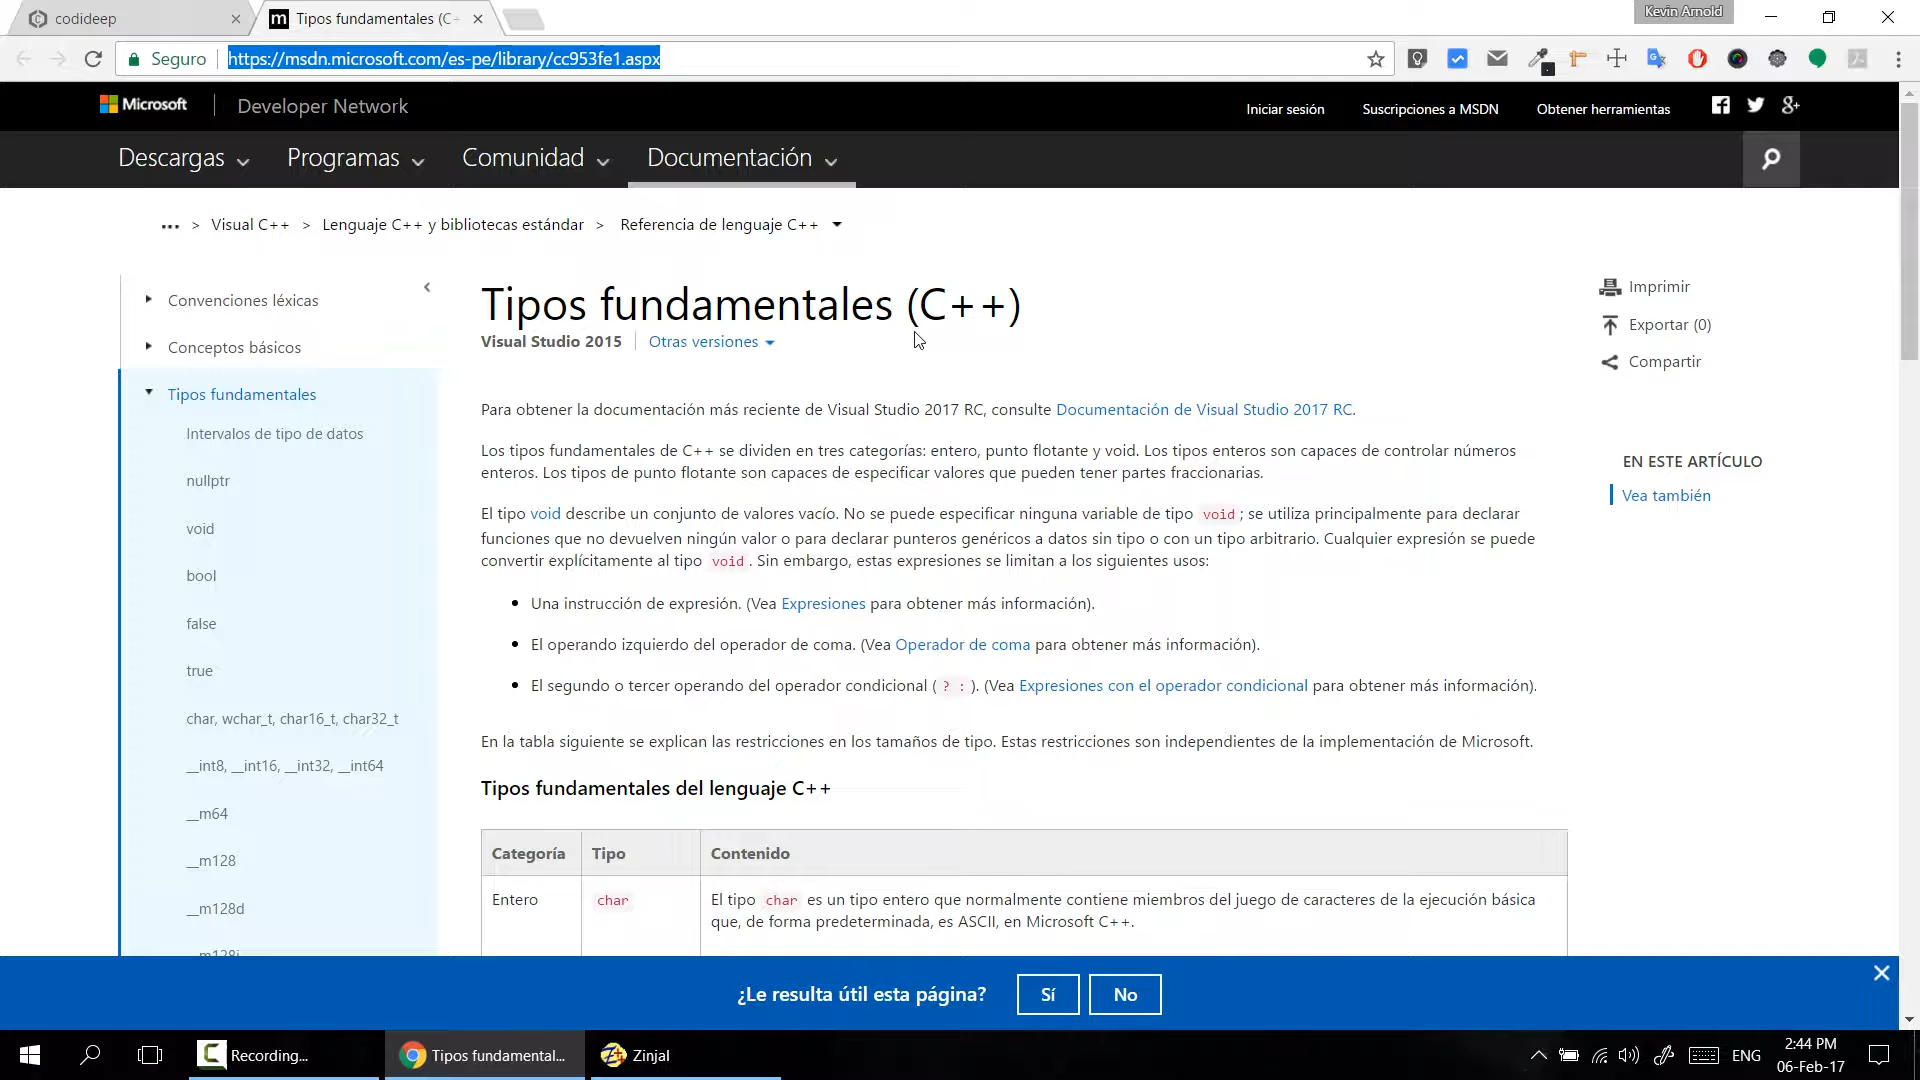 codideep
Tipos fundamentales (C
Kevin Arnold
Seguro
https://msdn.microsoft.com/es-pe/library/cc953fe1.aspx
Microsoft
Developer Network
Iniciar sesión
Suscripciones a MSDN
Obtener herramientas
Descargas
Programas
Comunidad
Documentación
... > Visual C++ > Lenguaje C++ y bibliotecas estándar > Referencia de lenguaje C++
Convenciones léxicas
Conceptos básicos
Tipos fundamentales
Intervalos de tipo de datos
nullptr
void
bool
false
true
char, wchar_t, char16_t, char32_t
__int8, __int16, __int32, __int64
__m64
__m128
__m128d
__m128i
Tipos fundamentales (C++)
Visual Studio 2015
Otras versiones
Para obtener la documentación más reciente de Visual Studio 2017 RC, consulte Documentación de Visual Studio 2017 RC.
Los tipos fundamentales de C++ se dividen en tres categorías: entero, punto flotante y void. Los tipos enteros son capaces de controlar números
enteros. Los tipos de punto flotante son capaces de especificar valores que pueden tener partes fraccionarias.
El tipo void describe un conjunto de valores vacío. No se puede especificar ninguna variable de tipo void ; se utiliza principalmente para declarar
funciones que no devuelven ningún valor o para declarar punteros genéricos a datos sin tipo o con un tipo arbitrario. Cualquier expresión se puede
convertir explícitamente al tipo void . Sin embargo, estas expresiones se limitan a los siguientes usos:
• Una instrucción de expresión. (Vea Expresiones para obtener más información).
• El operando izquierdo del operador de coma. (Vea Operador de coma para obtener más información).
• El segundo o tercer operando del operador condicional ( ? : ). (Vea Expresiones con el operador condicional para obtener más información).
En la tabla siguiente se explican las restricciones en los tamaños de tipo. Estas restricciones son independientes de la implementación de Microsoft.
Tipos fundamentales del lenguaje C++
Categoría
Tipo
Contenido
Entero
char
El tipo char es un tipo entero que normalmente contiene miembros del juego de caracteres de la ejecución básica
que, de forma predeterminada, es ASCII, en Microsoft C++.
Imprimir
Exportar (0)
Compartir
EN ESTE ARTÍCULO
Vea también
¿Le resulta útil esta página?
Sí
No
Recording...
Tipos fundamental...
Zinjal
ENG
2:44 PM
06-Feb-17